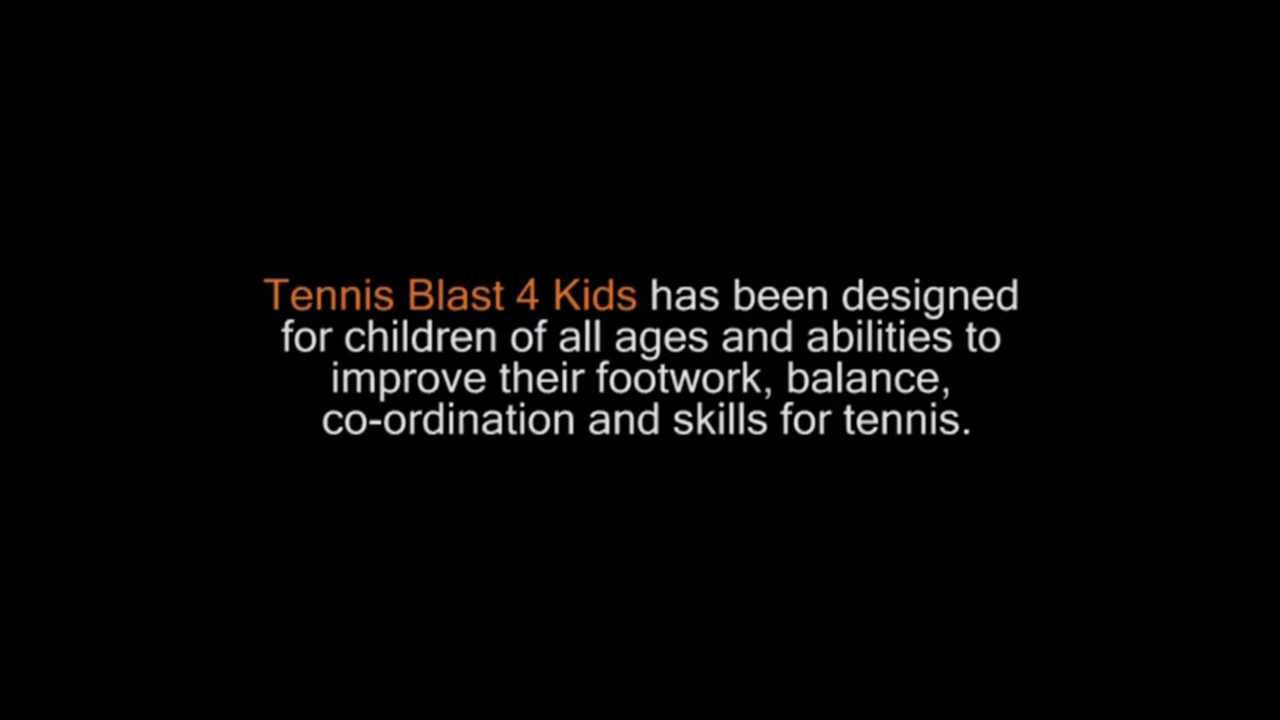 Tennis Blast 4 Kids has been designed
for children of all ages and abilities to
improve their footwork, balance,
co-ordination and skills for tennis.